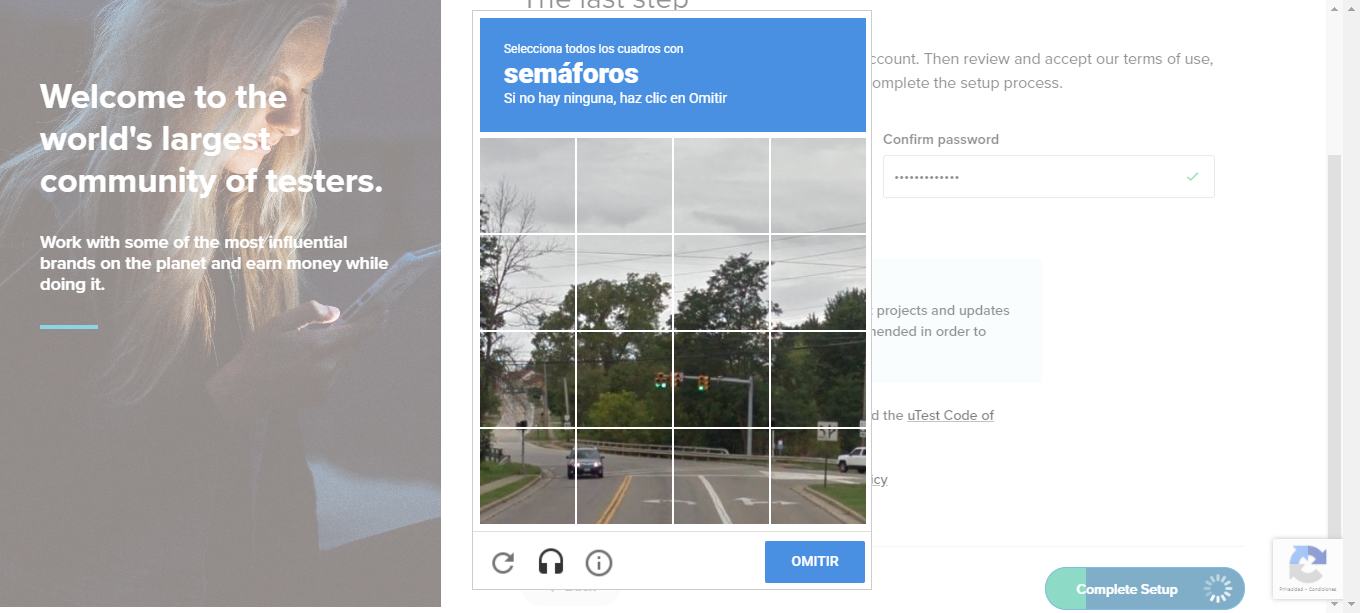 The last step
Welcome to the
world's largest
community of testers.
Work with some of the most influential
brands on the planet and earn money while
doing it.
Selecciona todos los cuadros con
semáforos
Si no hay ninguna, haz clic en Omitir
OMITIR
ccount. Then review and accept our terms of use,
omplete the setup process.
Confirm password
projects and updates
mended in order to
d the uTest Code of
icy
Complete Setup
Privacidad - Condiciones